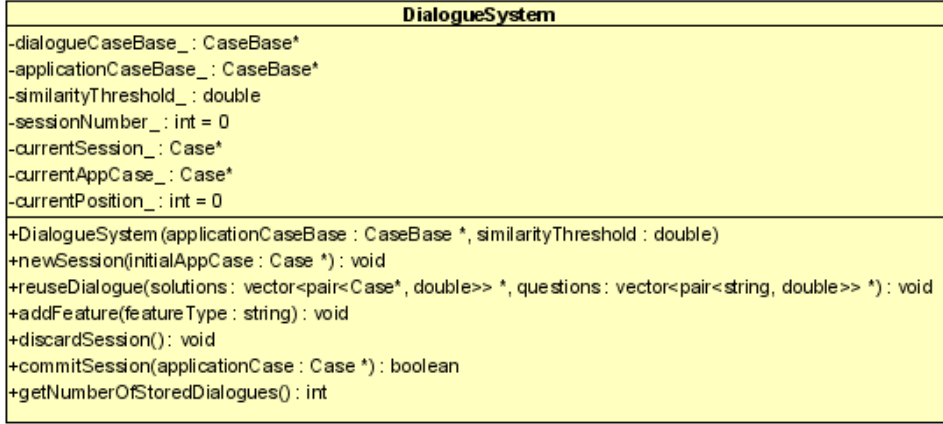 DialogueSystem
-dialogueCaseBase_ : CaseBase*
-applicationCaseBase_ : CaseBase*
-similarityThreshold_ : double
-sessionNumber_ : int = 0
-currentSession_ : Case*
-currentAppCase_ : Case*
-currentPosition_ : int = 0
+DialogueSystem(applicationCaseBase : CaseBase *, similarityThreshold : double)
+newSession(initialAppCase : Case *) : void
+reuseDialogue(solutions : vector<pair<Case*, double>> *, questions : vector<pair<string, double>> *) : void
+addFeature(featureType : string) : void
+discardSession() : void
+commitSession(applicationCase : Case *) : boolean
+getNumberOfStoredDialogues() : int